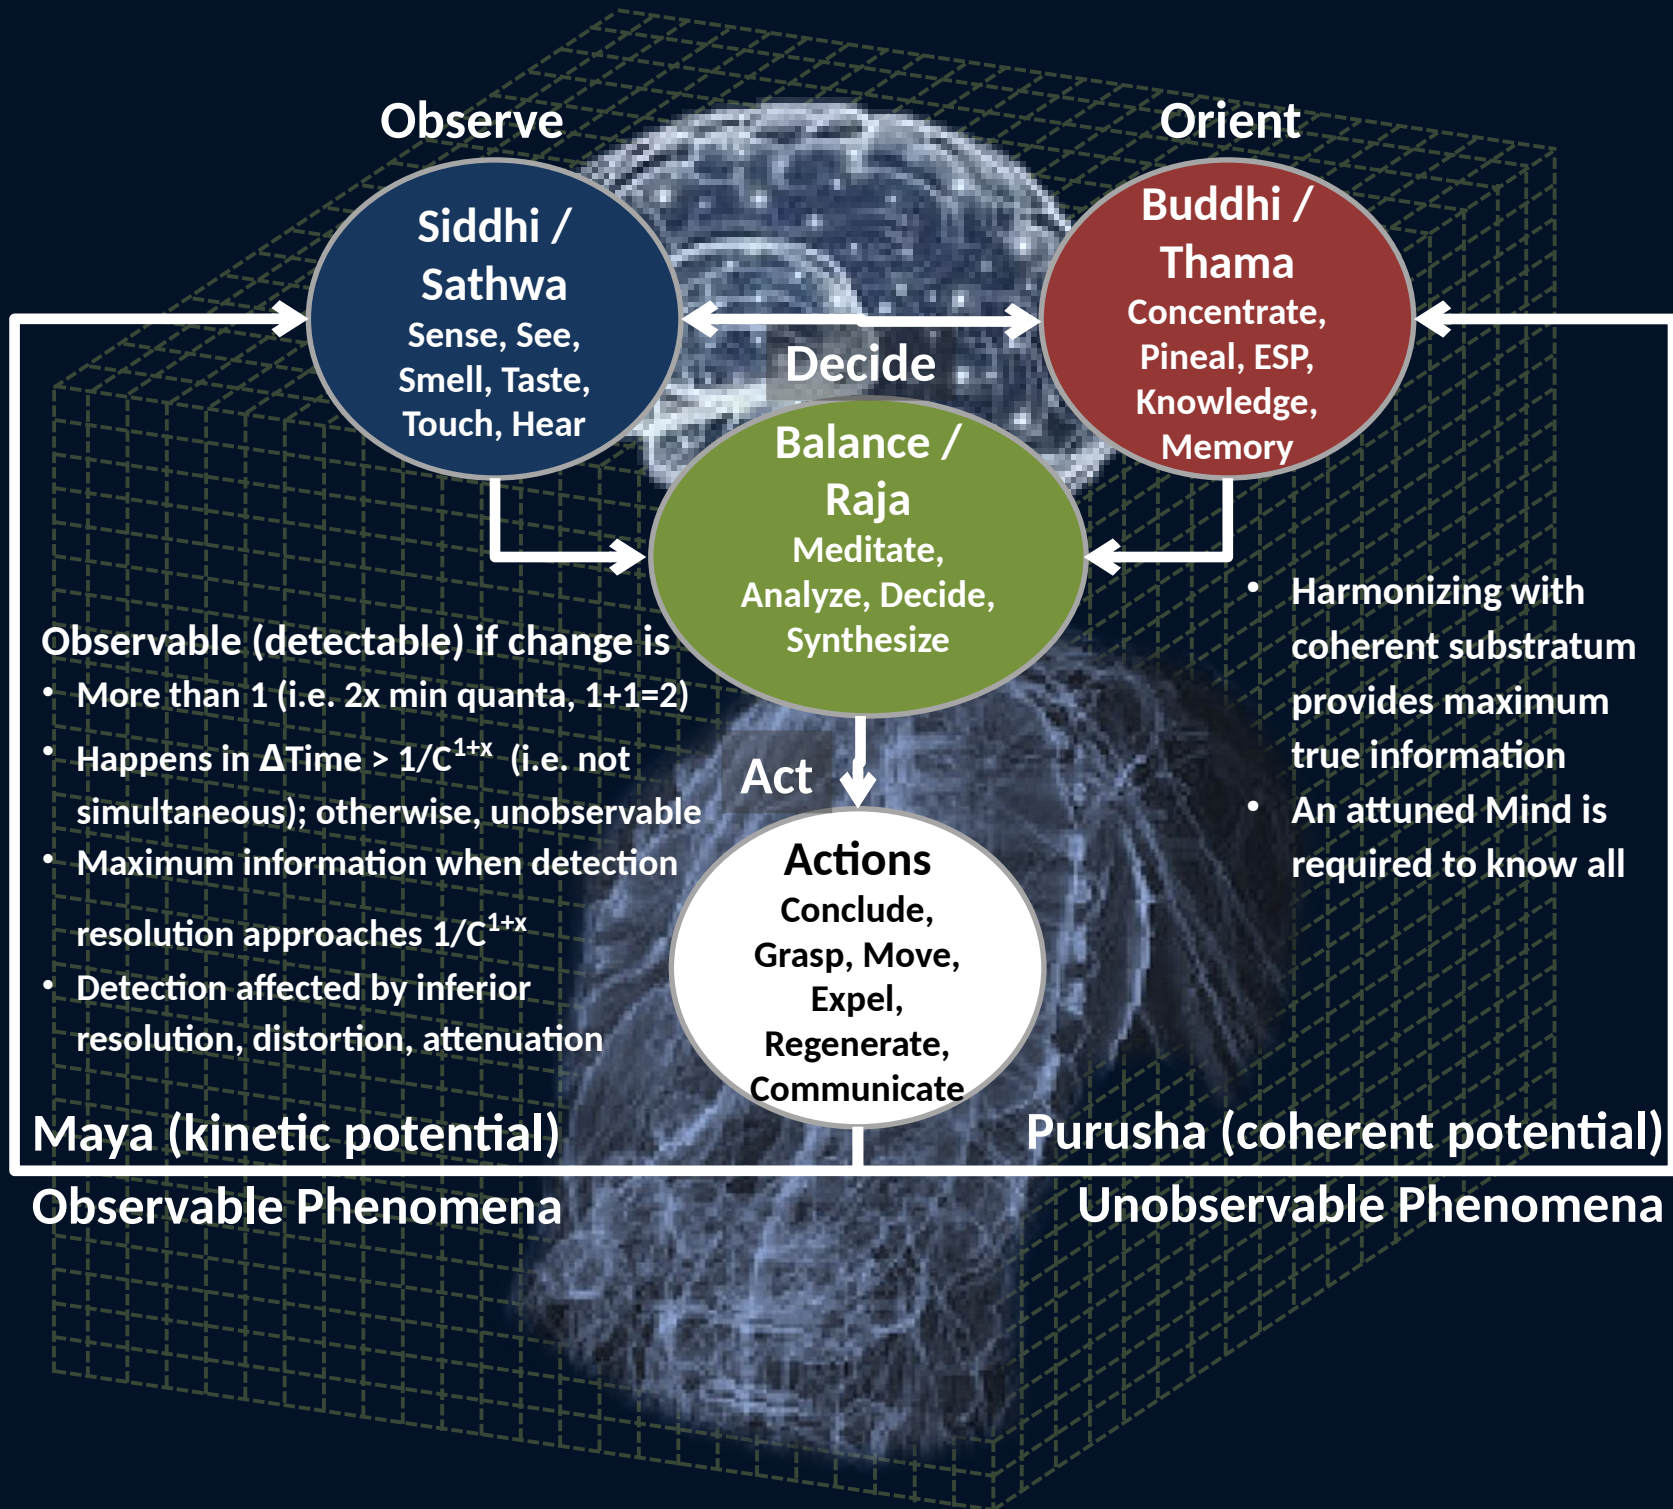 Observe
Orient
Siddhi /
Sathwa
Sense, See,
Smell, Taste,
Touch, Hear
Buddhi /
Thama
Concentrate,
Pineal, ESP,
Knowledge,
Memory
Decide
Balance /
Raja
Meditate,
Analyze, Decide,
Synthesize
Observable (detectable) if change is
• More than 1 (i.e. 2x min quanta, 1+1=2)
• Happens in ΔTime > 1/C^1+x (i.e. not
simultaneous); otherwise, unobservable
• Maximum information when detection
resolution approaches 1/C^1+x
• Detection affected by inferior
resolution, distortion, attenuation
• Harmonizing with
coherent substratum
provides maximum
true information
• An attuned Mind is
required to know all
Act
Actions
Conclude,
Grasp, Move,
Expel,
Regenerate,
Communicate
Maya (kinetic potential)
Purusha (coherent potential)
Observable Phenomena
Unobservable Phenomena